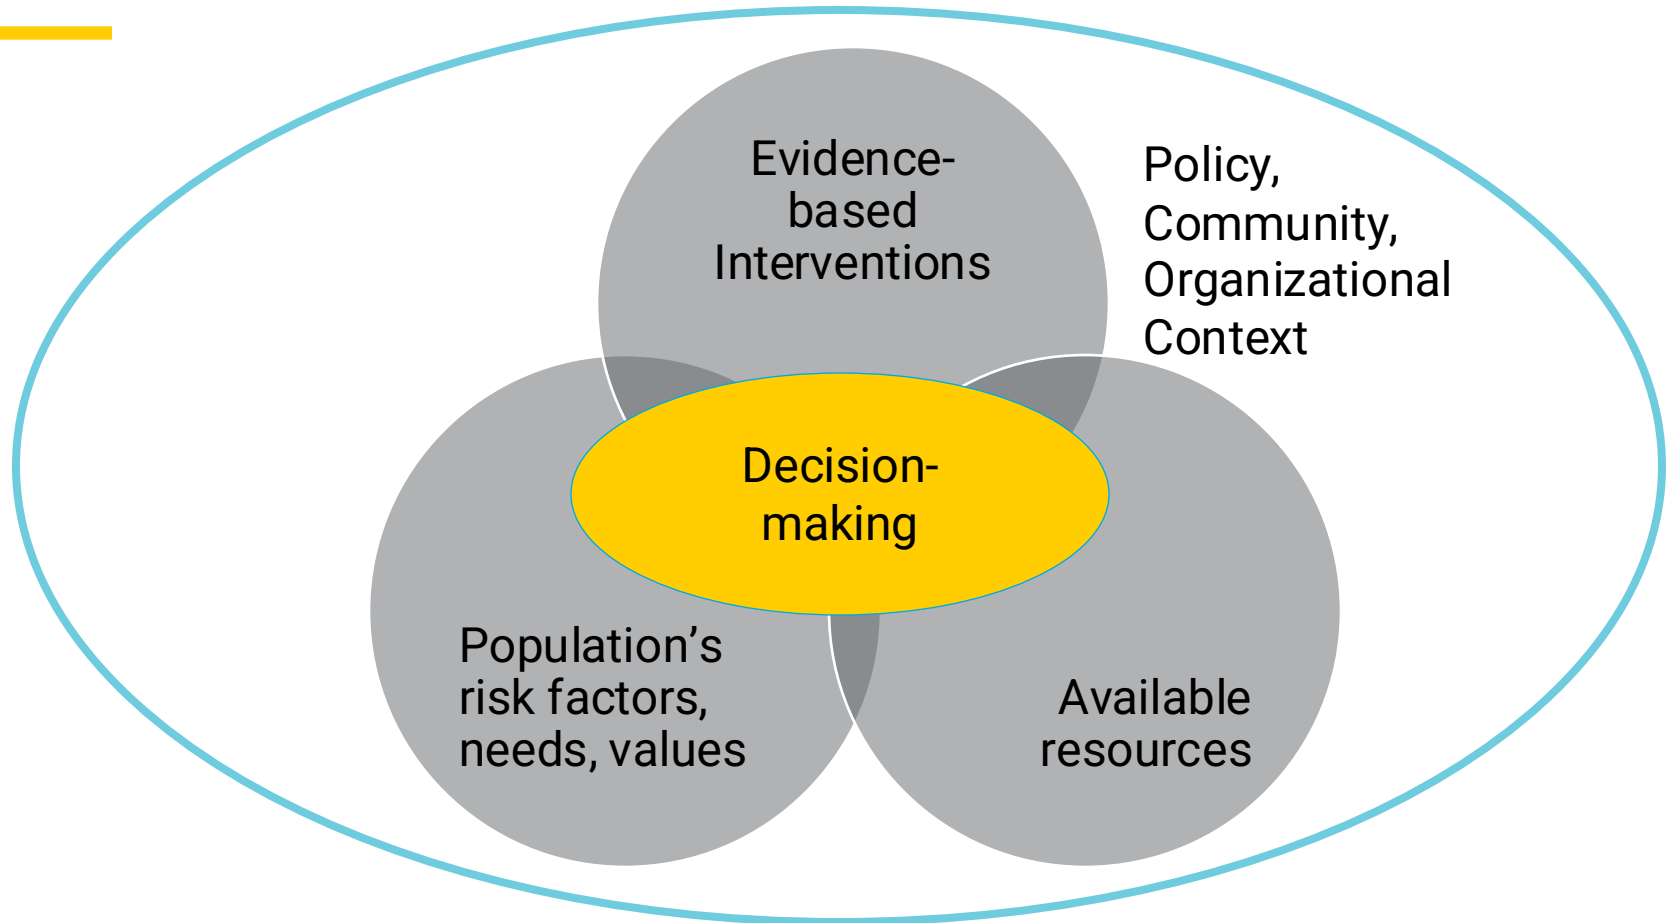 Evidence-
based
Interventions
Policy,
Community,
Organizational
Context
Decision-
making
Population’s
risk factors,
needs, values
Available
resources